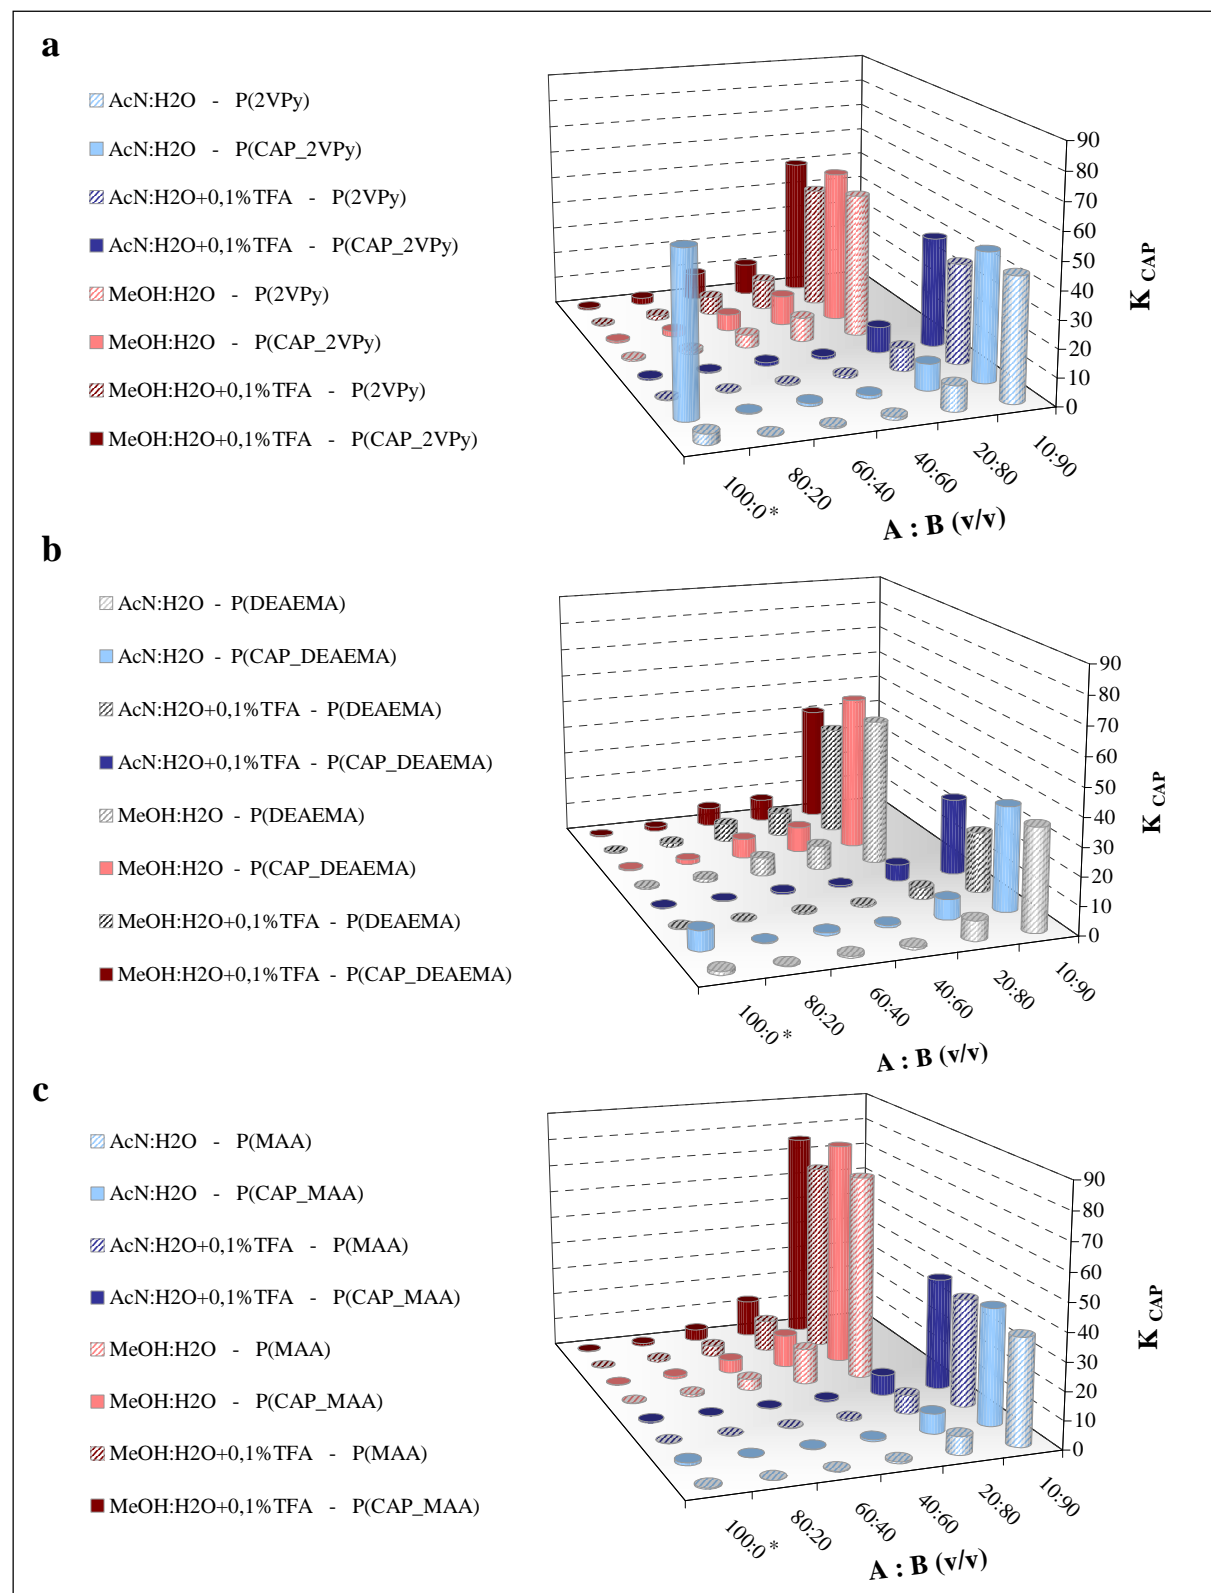 a
AcN:H2O - P(2VPy)
AcN:H2O - P(CAP_2VPy)
AcN:H2O+0,1%TFA - P(2VPy)
AcN:H2O+0,1%TFA - P(CAP_2VPy)
MeOH:H2O - P(2VPy)
MeOH:H2O - P(CAP_2VPy)
MeOH:H2O+0,1%TFA - P(2VPy)
MeOH:H2O+0,1%TFA - P(CAP_2VPy)
90
80
70
60
50
40
30
20
10
0
K CAP
100:0*
80:20
60:40
40:60
20:80
10:90
A : B (v/v)
b
AcN:H2O - P(DEAEMA)
AcN:H2O - P(CAP_DEAEMA)
AcN:H2O+0,1%TFA - P(DEAEMA)
AcN:H2O+0,1%TFA - P(CAP_DEAEMA)
MeOH:H2O - P(DEAEMA)
MeOH:H2O - P(CAP_DEAEMA)
MeOH:H2O+0,1%TFA - P(DEAEMA)
MeOH:H2O+0,1%TFA - P(CAP_DEAEMA)
90
80
70
60
50
40
30
20
10
0
K CAP
100:0*
80:20
60:40
40:60
20:80
10:90
A : B (v/v)
c
AcN:H2O - P(MAA)
AcN:H2O - P(CAP_MAA)
AcN:H2O+0,1%TFA - P(MAA)
AcN:H2O+0,1%TFA - P(CAP_MAA)
MeOH:H2O - P(MAA)
MeOH:H2O - P(CAP_MAA)
MeOH:H2O+0,1%TFA - P(MAA)
MeOH:H2O+0,1%TFA - P(CAP_MAA)
90
80
70
60
50
40
30
20
10
0
K CAP
100:0*
80:20
60:40
40:60
20:80
10:90
A : B (v/v)